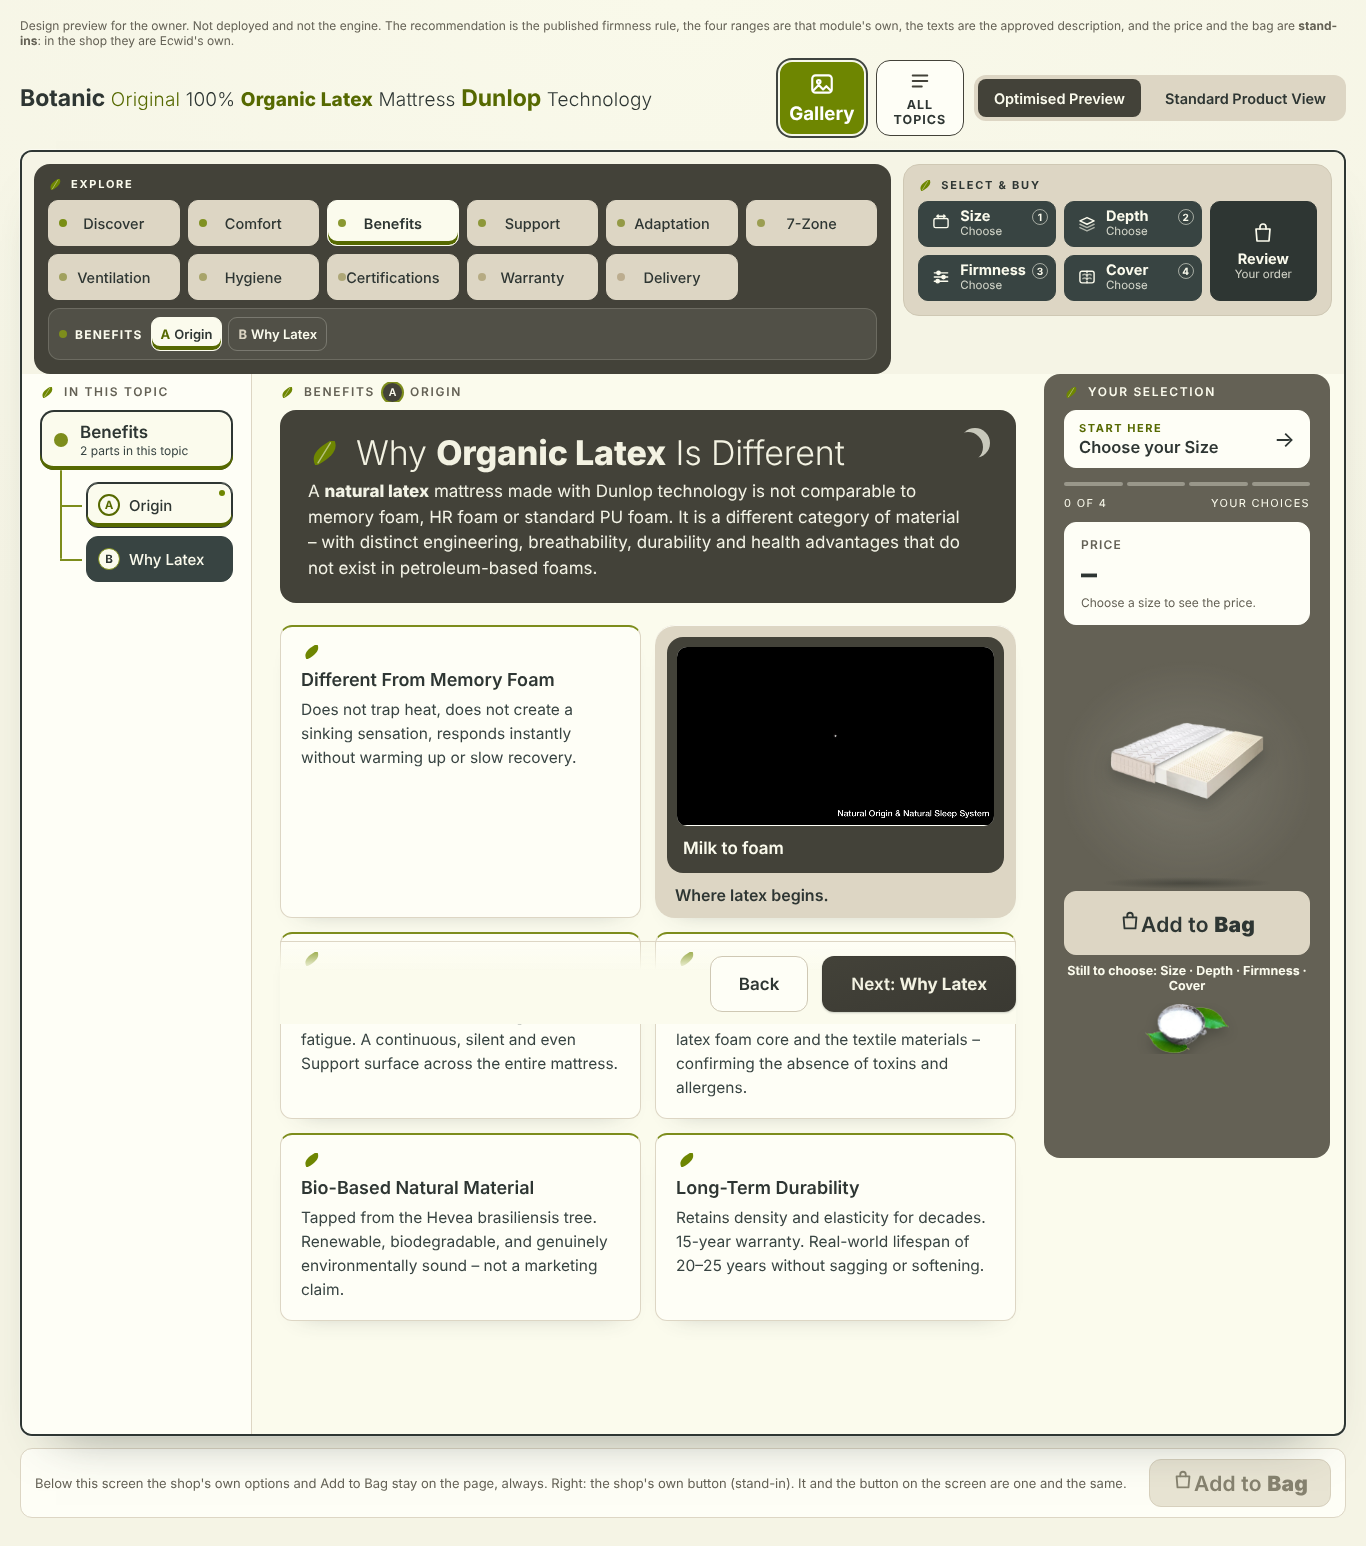 Design preview for the owner. Not deployed and not the engine. The recommendation is the published firmness rule, the four ranges are that module's own, the texts are the approved description, and the price and the bag are stand-
ins: in the shop they are Ecwid's own.
Botanic Original 100% Organic Latex Mattress Dunlop Technology
Gallery
ALL
TOPICS
Optimised Preview
Standard Product View
EXPLORE
Discover
Comfort
Benefits
Support
Adaptation
7-Zone
Ventilation
Hygiene
Certifications
Warranty
Delivery
BENEFITS
A Origin
B Why Latex
SELECT & BUY
Size
Choose
1
Depth
Choose
2
Firmness
Choose
3
Cover
Choose
4
Review
Your order
IN THIS TOPIC
Benefits
2 parts in this topic
A Origin
B Why Latex
BENEFITS A ORIGIN
Why Organic Latex Is Different
A natural latex mattress made with Dunlop technology is not comparable to
memory foam, HR foam or standard PU foam. It is a different category of material
– with distinct engineering, breathability, durability and health advantages that do
not exist in petroleum-based foams.
Different From Memory Foam
Does not trap heat, does not create a
sinking sensation, responds instantly
without warming up or slow recovery.
Natural Origin & Natural Sleep System
Milk to foam
Where latex begins.
Back
Next: Why Latex
fatigue. A continuous, silent and even
Support surface across the entire mattress.
latex foam core and the textile materials –
confirming the absence of toxins and
allergens.
Bio-Based Natural Material
Tapped from the Hevea brasiliensis tree.
Renewable, biodegradable, and genuinely
environmentally sound – not a marketing
claim.
Long-Term Durability
Retains density and elasticity for decades.
15-year warranty. Real-world lifespan of
20–25 years without sagging or softening.
YOUR SELECTION
START HERE
Choose your Size
0 OF 4
YOUR CHOICES
PRICE
–
Choose a size to see the price.
Add to Bag
Still to choose: Size · Depth · Firmness ·
Cover
Below this screen the shop's own options and Add to Bag stay on the page, always. Right: the shop's own button (stand-in). It and the button on the screen are one and the same.
Add to Bag